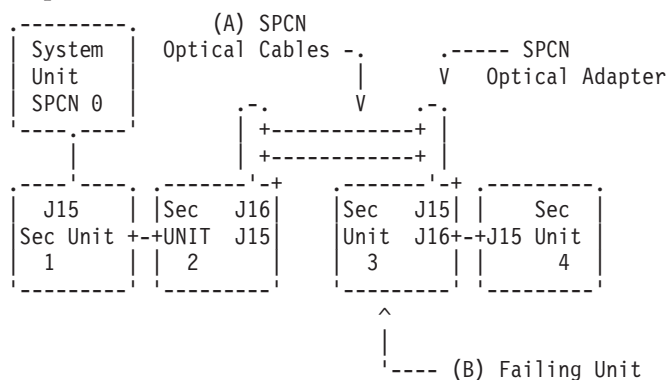 (A) SPCN
System Optical Cables SPCN
Unit V Optical Adapter
SPCN 0 V
J15 Sec J16 Sec J15 Sec
Sec Unit UNIT J15 Unit J16 J15 Unit
1 2 3 4
(B) Failing Unit